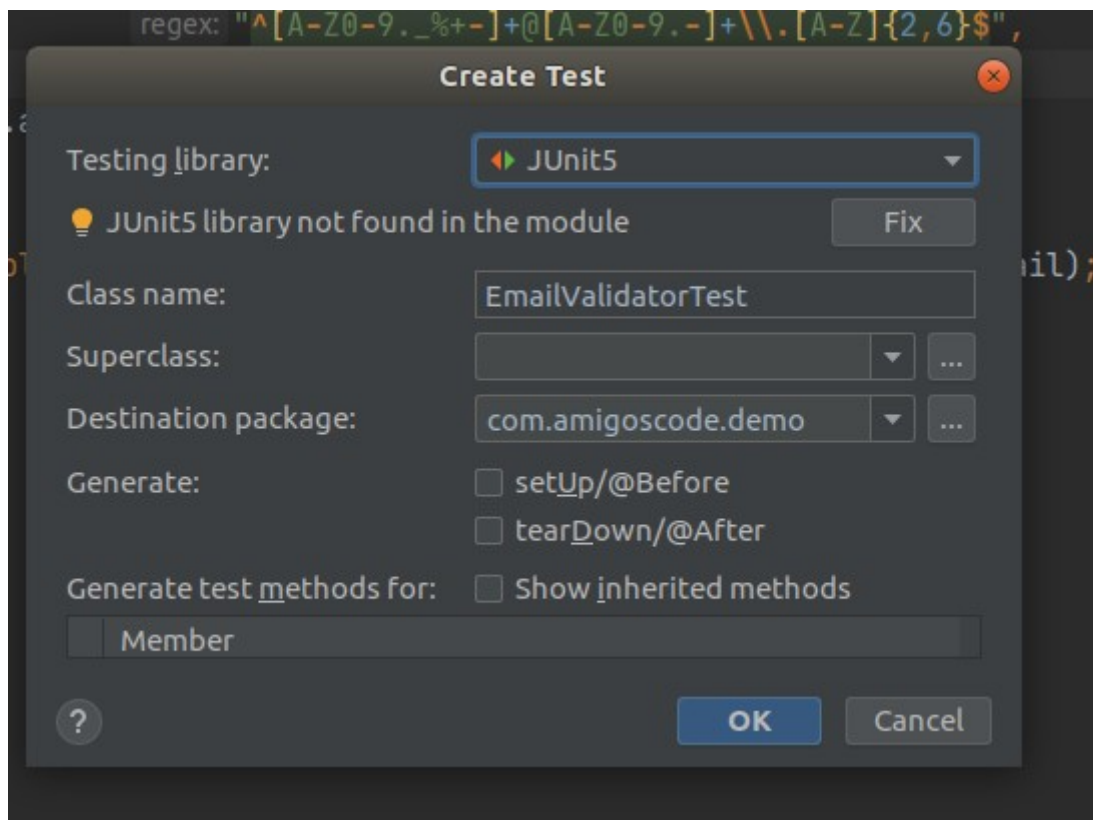 regex: "^[A-Z0-9._%+-]+@[A-Z0-9.-]+\\.[A-Z]{2,6}$",
Create Test
Testing library: JUnit5
JUnit5 library not found in the module Fix
ail);
Class name: EmailValidatorTest
Superclass: ...
Destination package: com.amigoscode.demo ...
Generate: setUp/@Before
tearDown/@After
Generate test methods for: Show inherited methods
Member
? OK Cancel